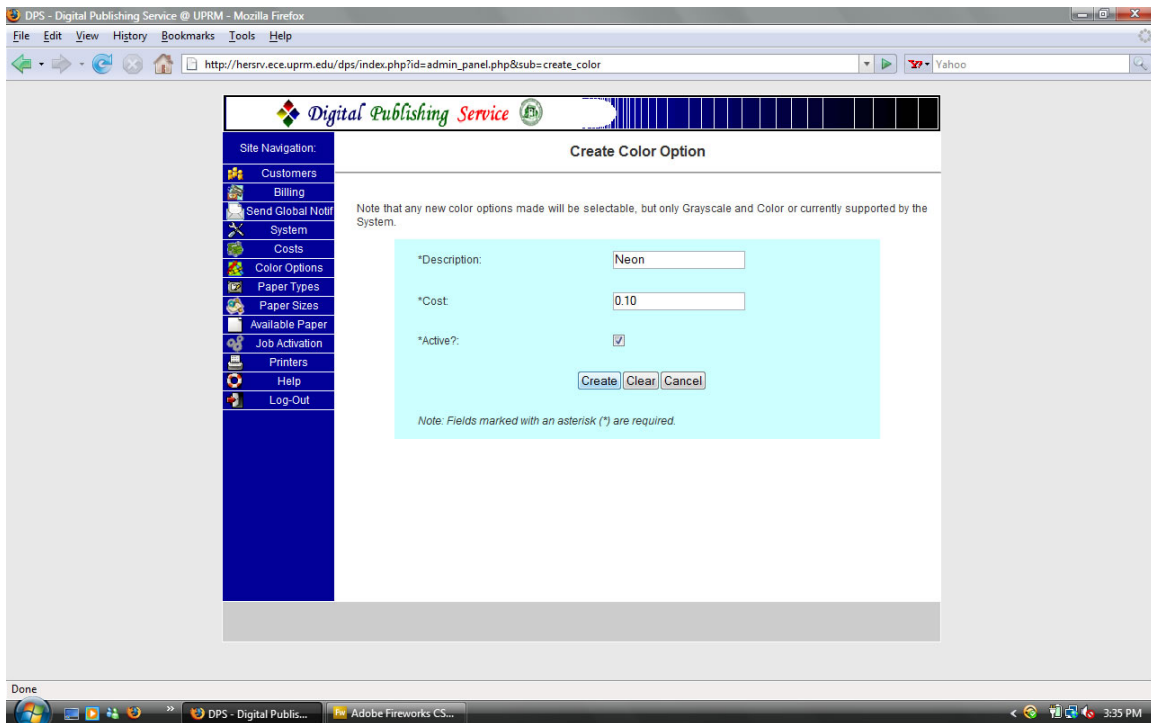 DPS - Digital Publishing Service @ UPRM - Mozilla Firefox
File Edit View History Bookmarks Tools Help
http://hersrv.ece.uprm.edu/dps/index.php?id=admin_panel.php&sub=create_color
Yahoo
Digital Publishing Service
Site Navigation:
Customers
Billing
Send Global Notif
System
Costs
Color Options
Paper Types
Paper Sizes
Available Paper
Job Activation
Printers
Help
Log-Out
Create Color Option
Note that any new color options made will be selectable, but only Grayscale and Color or currently supported by the
System.
*Description: Neon
*Cost: 0.10
*Active?:
Create Clear Cancel
Note: Fields marked with an asterisk (*) are required.
Done
DPS - Digital Publis... Adobe Fireworks CS... 3:35 PM